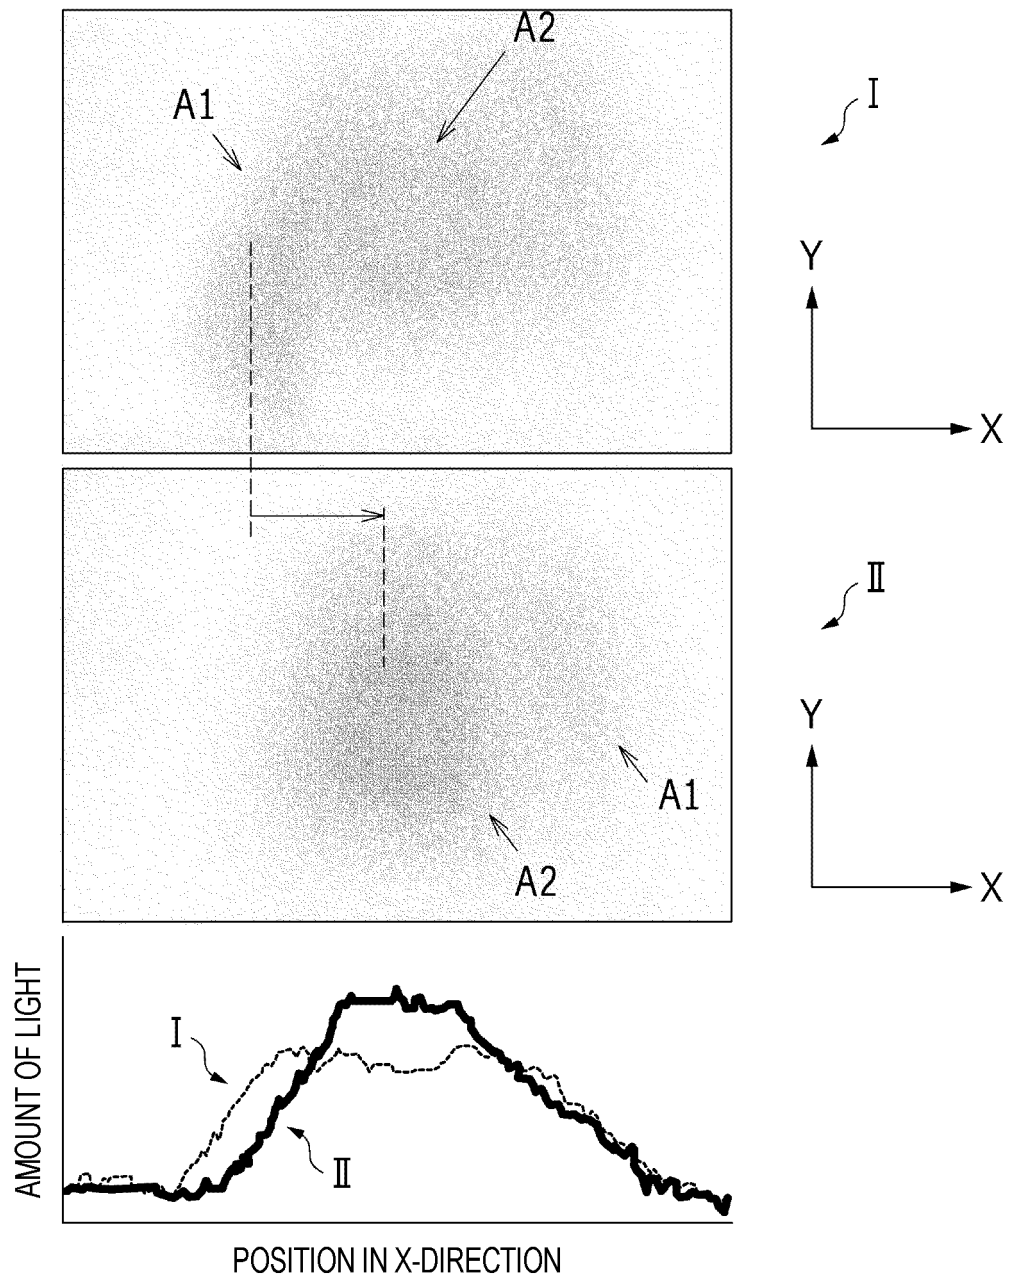 A2
A1
I
Y
X
II
Y
A1
A2
X
AMOUNT OF LIGHT
I
II
POSITION IN X-DIRECTION